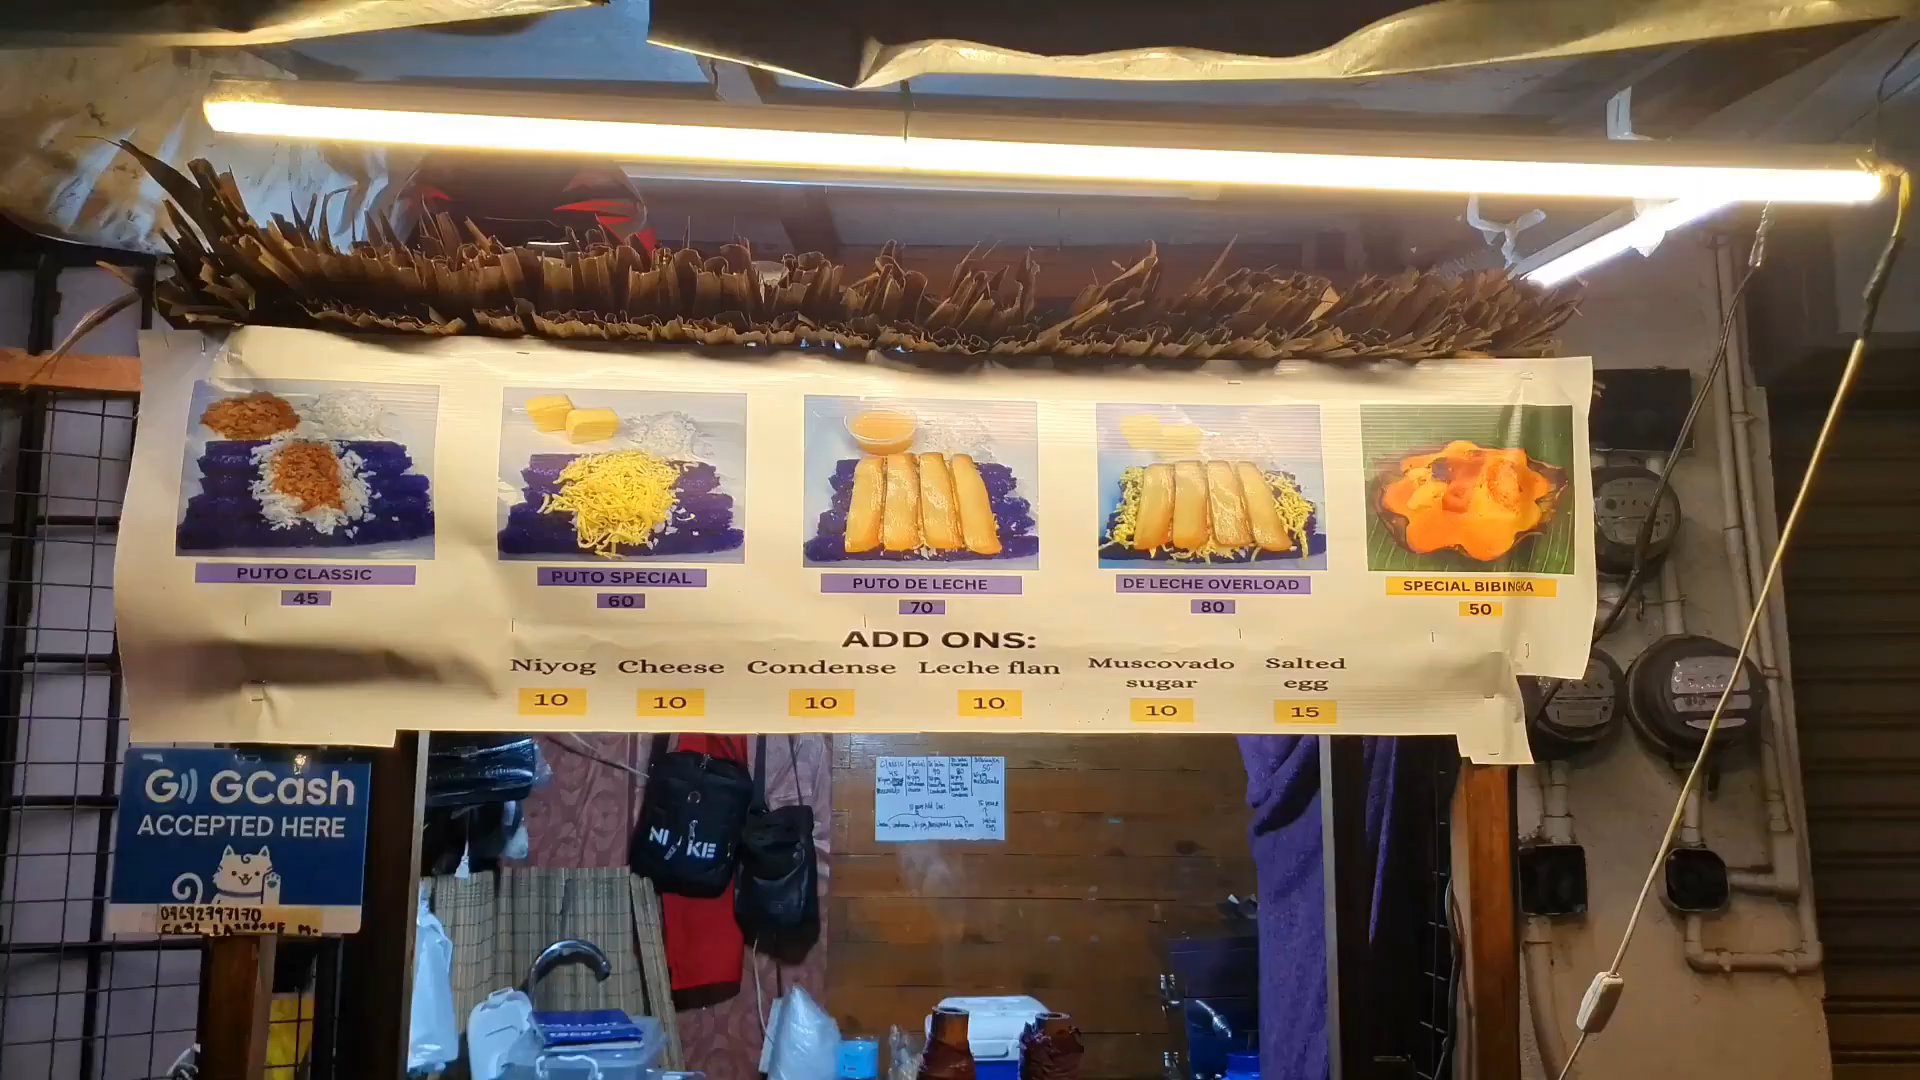 PUTO CLASSIC
45
PUTO SPECIAL
60
PUTO DE LECHE
70
DE LECHE OVERLOAD
80
SPECIAL BIBINGKA
50
ADD ONS:
Niyog
10
Cheese
10
Condense
10
Leche flan
10
Muscovado
sugar
10
Salted
egg
15
GCash
ACCEPTED HERE
09692797170
NIKE